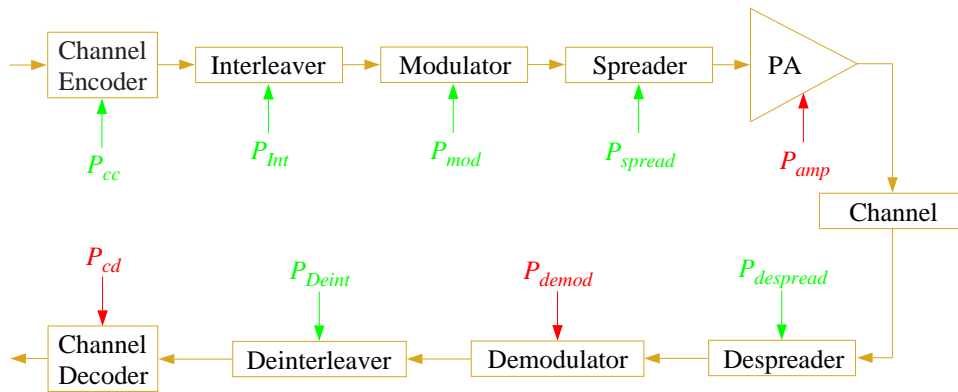 Channel
Encoder
Interleaver
Modulator
Spreader
PA
P_cc
P_Int
P_mod
P_spread
P_amp
Channel
P_cd
P_Deint
P_demod
P_despread
Channel
Decoder
Deinterleaver
Demodulator
Despreader